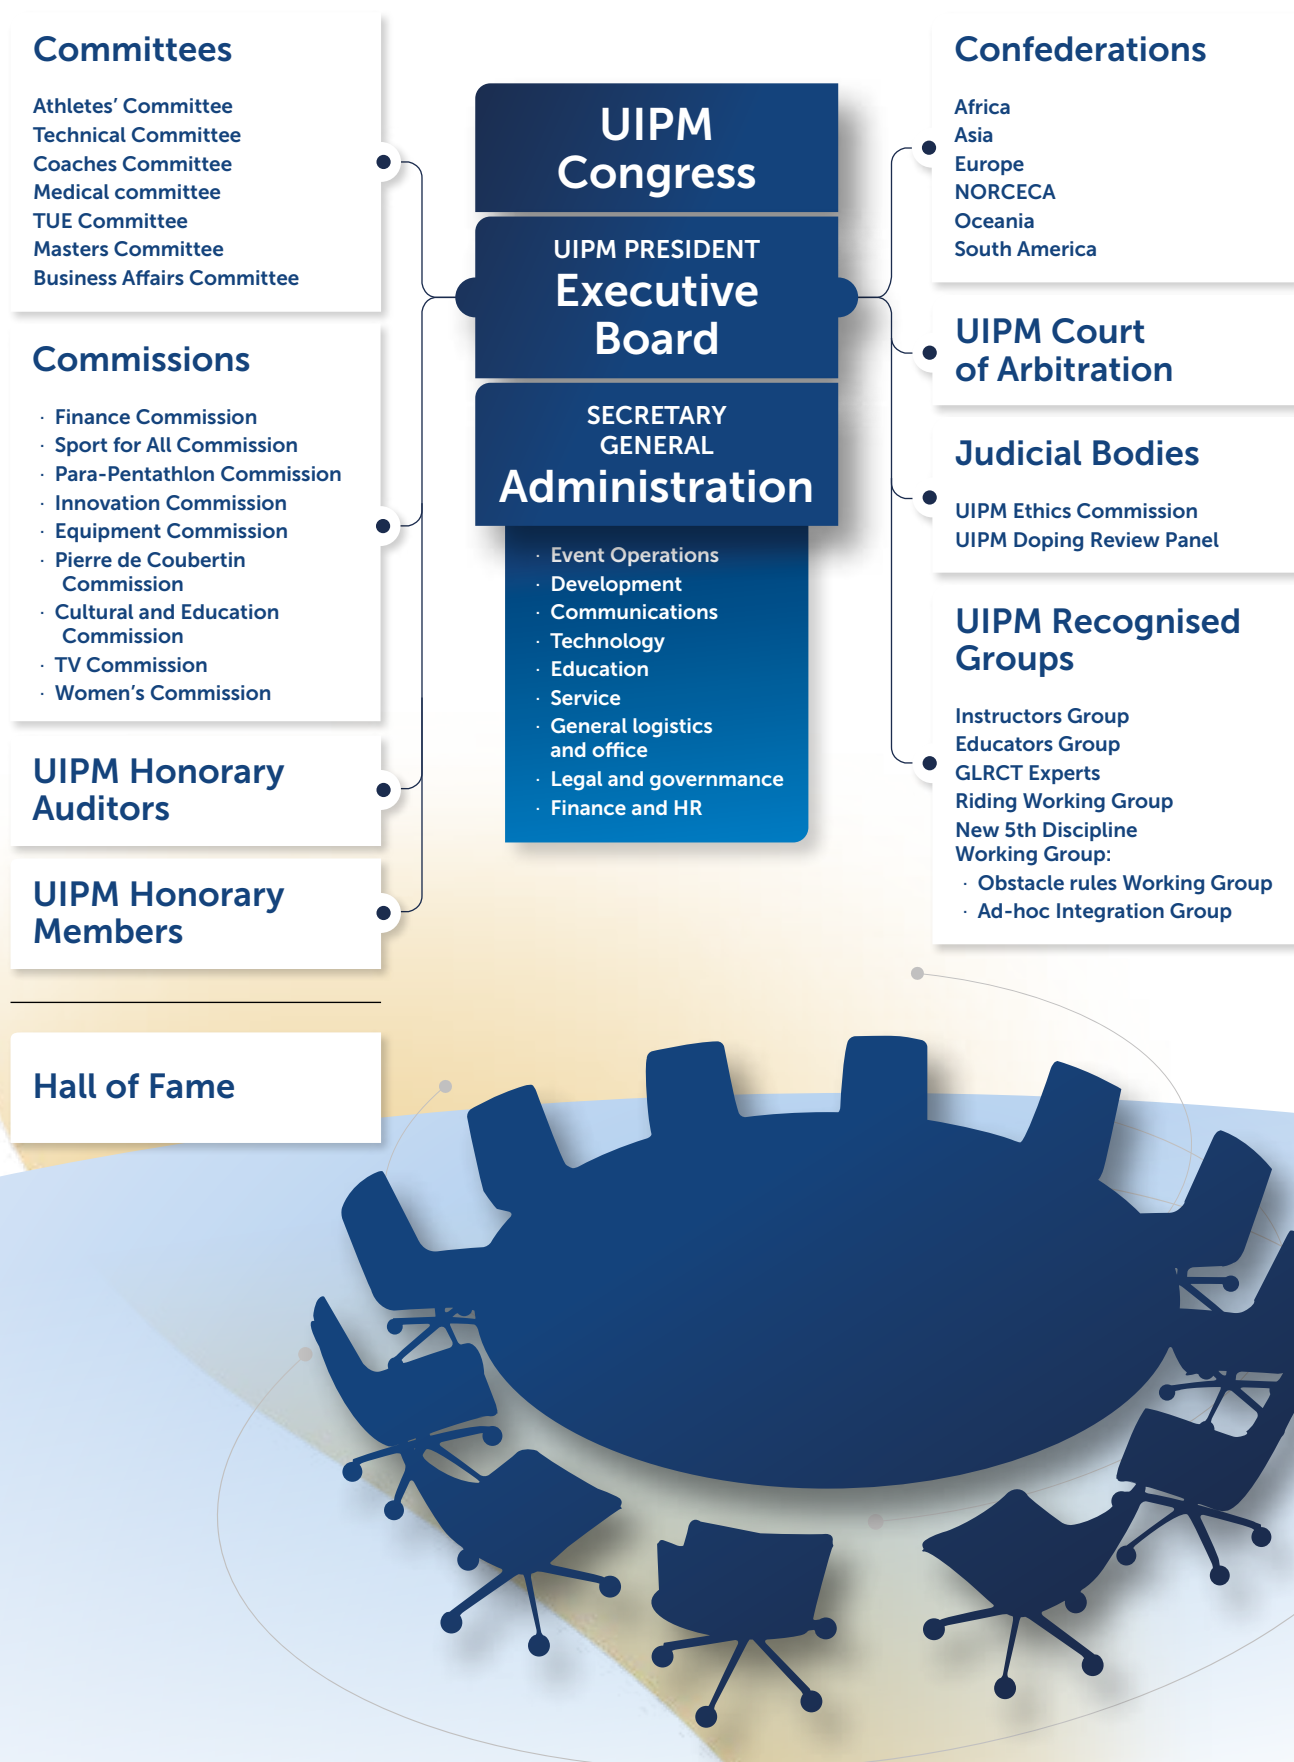 Committees
Athletes’ Committee
Technical Committee
Coaches Committee
Medical committee
TUE Committee
Masters Committee
Business Affairs Committee
Commissions
· Finance Commission
· Sport for All Commission
· Para-Pentathlon Commission
· Innovation Commission
· Equipment Commission
· Pierre de Coubertin
Commission
· Cultural and Education
Commission
· TV Commission
· Women’s Commission
UIPM Honorary
Auditors
UIPM Honorary
Members
Hall of Fame
UIPM
Congress
UIPM PRESIDENT
Executive
Board
SECRETARY
GENERAL
Administration
· Event Operations
· Development
· Communications
· Technology
· Education
· Service
· General logistics
and office
· Legal and governmance
· Finance and HR
Confederations
Africa
Asia
Europe
NORCECA
Oceania
South America
UIPM Court
of Arbitration
Judicial Bodies
UIPM Ethics Commission
UIPM Doping Review Panel
UIPM Recognised
Groups
Instructors Group
Educators Group
GLRCT Experts
Riding Working Group
New 5th Discipline
Working Group:
· Obstacle rules Working Group
· Ad-hoc Integration Group